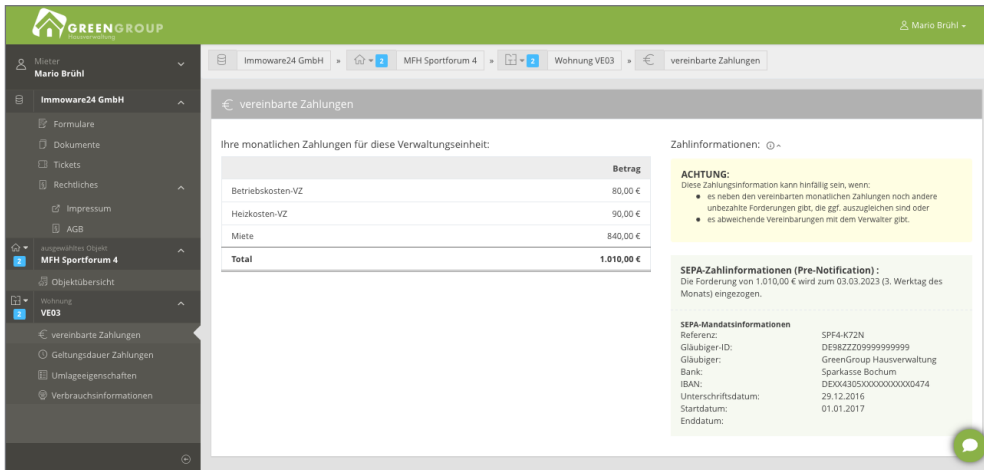 GREENGROUP
Hausverwaltung
Mario Brühl
Mieter
Mario Brühl
Immoware24 GmbH
Formulare
Dokumente
Tickets
Rechtliches
Impressum
AGB
ausgewähltes Objekt
2 MFH Sportforum 4
Objektübersicht
Wohnung
2 VE03
vereinbarte Zahlungen
Geltungsdauer Zahlungen
Umlageeigenschaften
Verbrauchsinformationen
Immoware24 GmbH » 2 MFH Sportforum 4 » 2 Wohnung VE03 » € vereinbarte Zahlungen
€ vereinbarte Zahlungen
Ihre monatlichen Zahlungen für diese Verwaltungseinheit:
Betrag
Betriebskosten-VZ 80,00 €
Heizkosten-VZ 90,00 €
Miete 840,00 €
Total 1.010,00 €
Zahlinformationen:
ACHTUNG:
Diese Zahlungsinformation kann hinfällig sein, wenn:
• es neben den vereinbarten monatlichen Zahlungen noch andere
unbezahlte Forderungen gibt, die ggf. auszugleichen sind oder
• es abweichende Vereinbarungen mit dem Verwalter gibt.
SEPA-Zahlinformationen (Pre-Notification) :
Die Forderung von 1.010,00 € wird zum 03.03.2023 (3. Werktag des
Monats) eingezogen.
SEPA-Mandatsinformationen
Referenz: SPF4-K72N
Gläubiger-ID: DE98ZZZ09999999999
Gläubiger: GreenGroup Hausverwaltung
Bank: Sparkasse Bochum
IBAN: DEXX4305XXXXXXXXXX0474
Unterschriftsdatum: 29.12.2016
Startdatum: 01.01.2017
Enddatum: